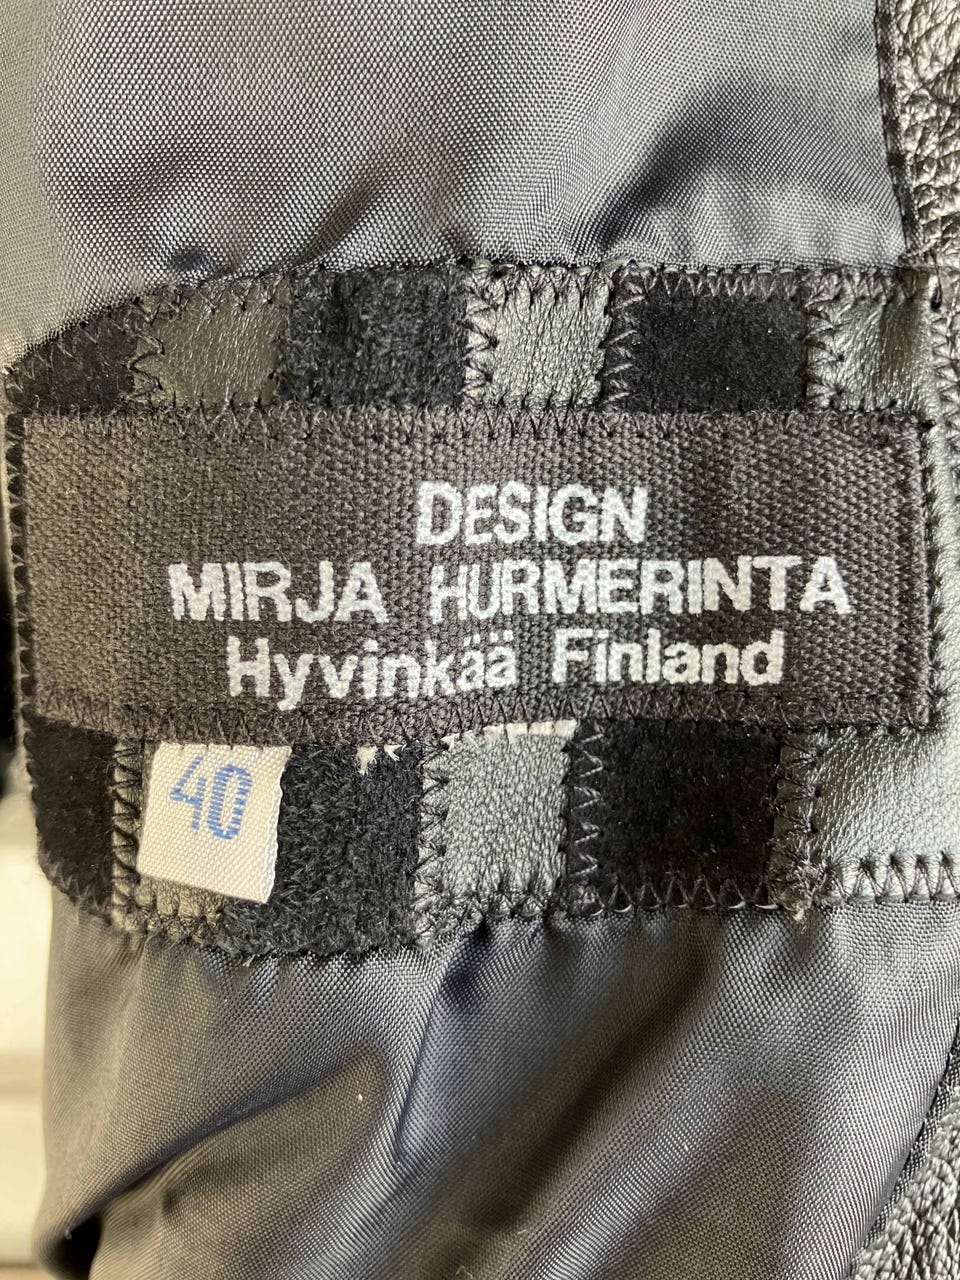 DESIGN
MIRJA HURMERINTA
Hyvinkää Finland
40